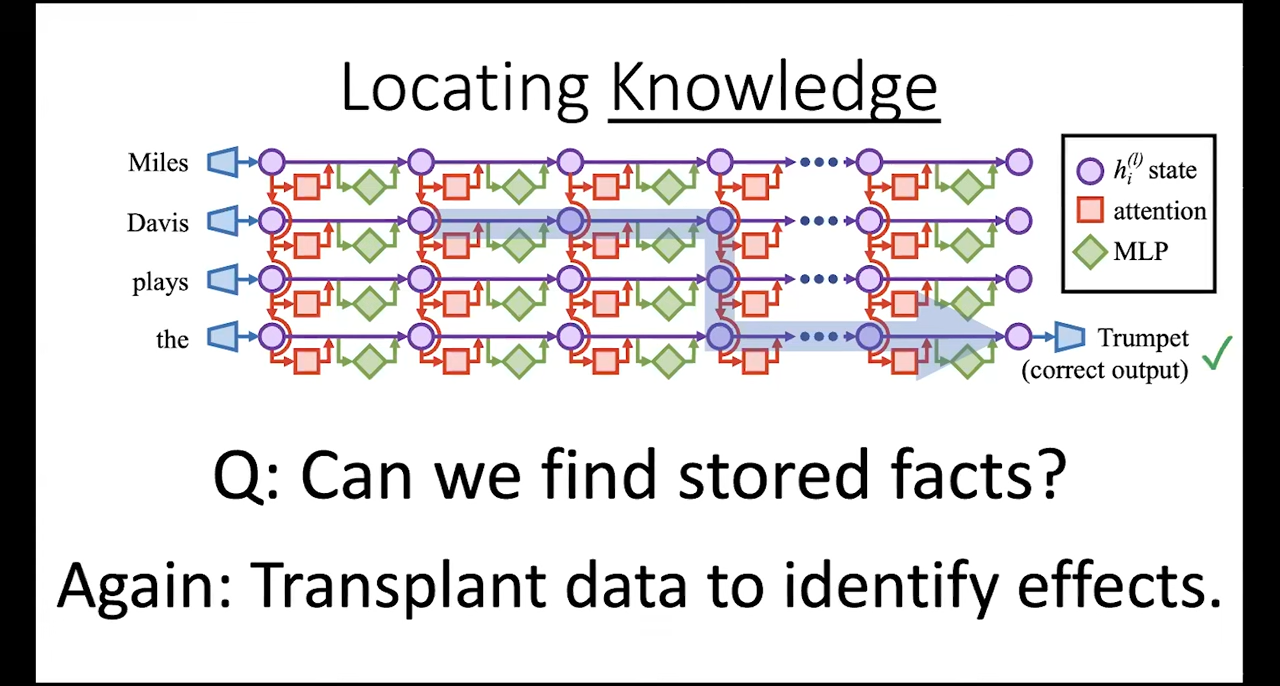 Locating Knowledge
Miles
Davis
plays
the
h_i^{(l)} state
attention
MLP
Trumpet
(correct output)
Q: Can we find stored facts?
Again: Transplant data to identify effects.